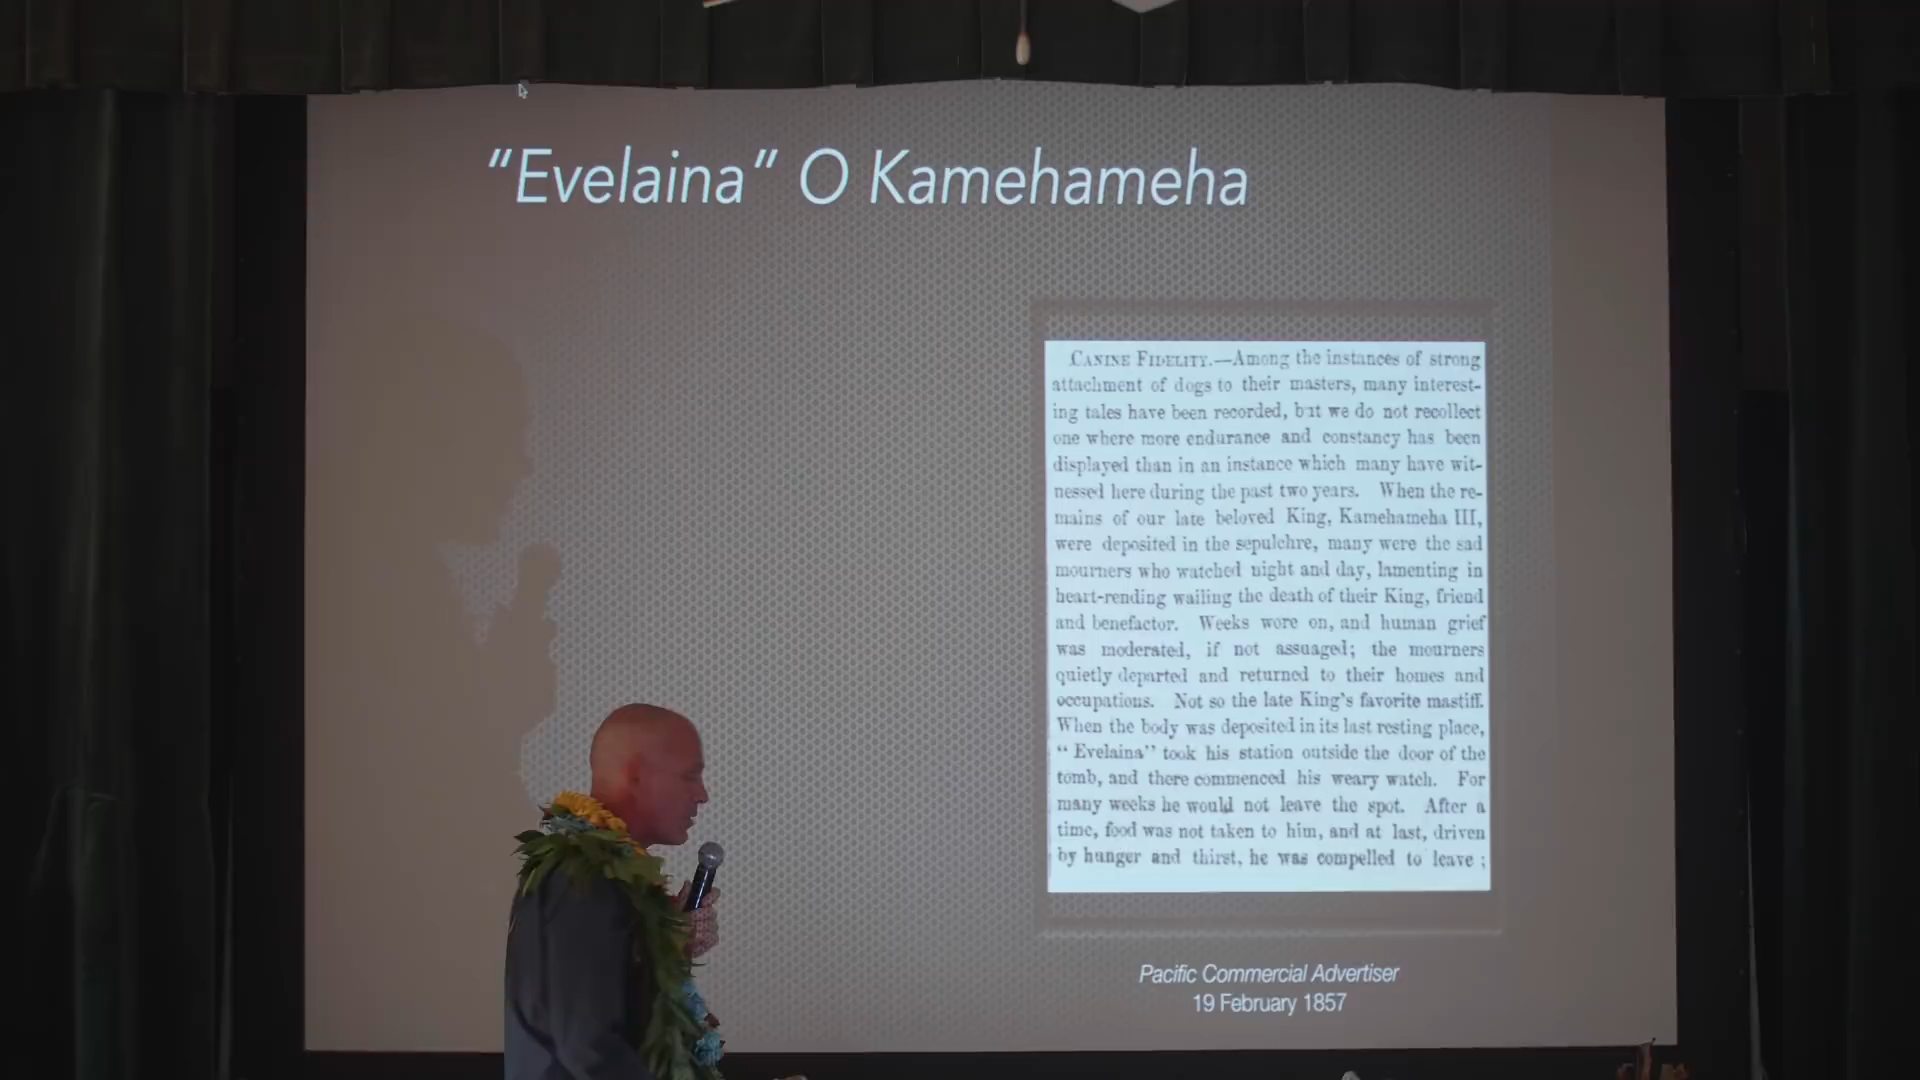 “Evelaina” O Kamehameha
CANINE FIDELITY.—Among the instances of strong
attachment of dogs to their masters, many interest-
ing tales have been recorded, but we do not recollect
one where more endurance and constancy has been
displayed than in an instance which many have wit-
nessed here during the past two years. When the re-
mains of our late beloved King, Kamehameha III,
were deposited in the sepulchre, many were the sad
mourners who watched night and day, lamenting in
heart-rending wailing the death of their King, friend
and benefactor. Weeks wore on, and human grief
was moderated, if not assuaged; the mourners
quietly departed and returned to their homes and
occupations. Not so the late King's favorite mastiff.
When the body was deposited in its last resting place,
“Evelaina” took his station outside the door of the
tomb, and there commenced his weary watch. For
many weeks he would not leave the spot. After a
time, food was not taken to him, and at last, driven
by hunger and thirst, he was compelled to leave;
Pacific Commercial Advertiser
19 February 1857